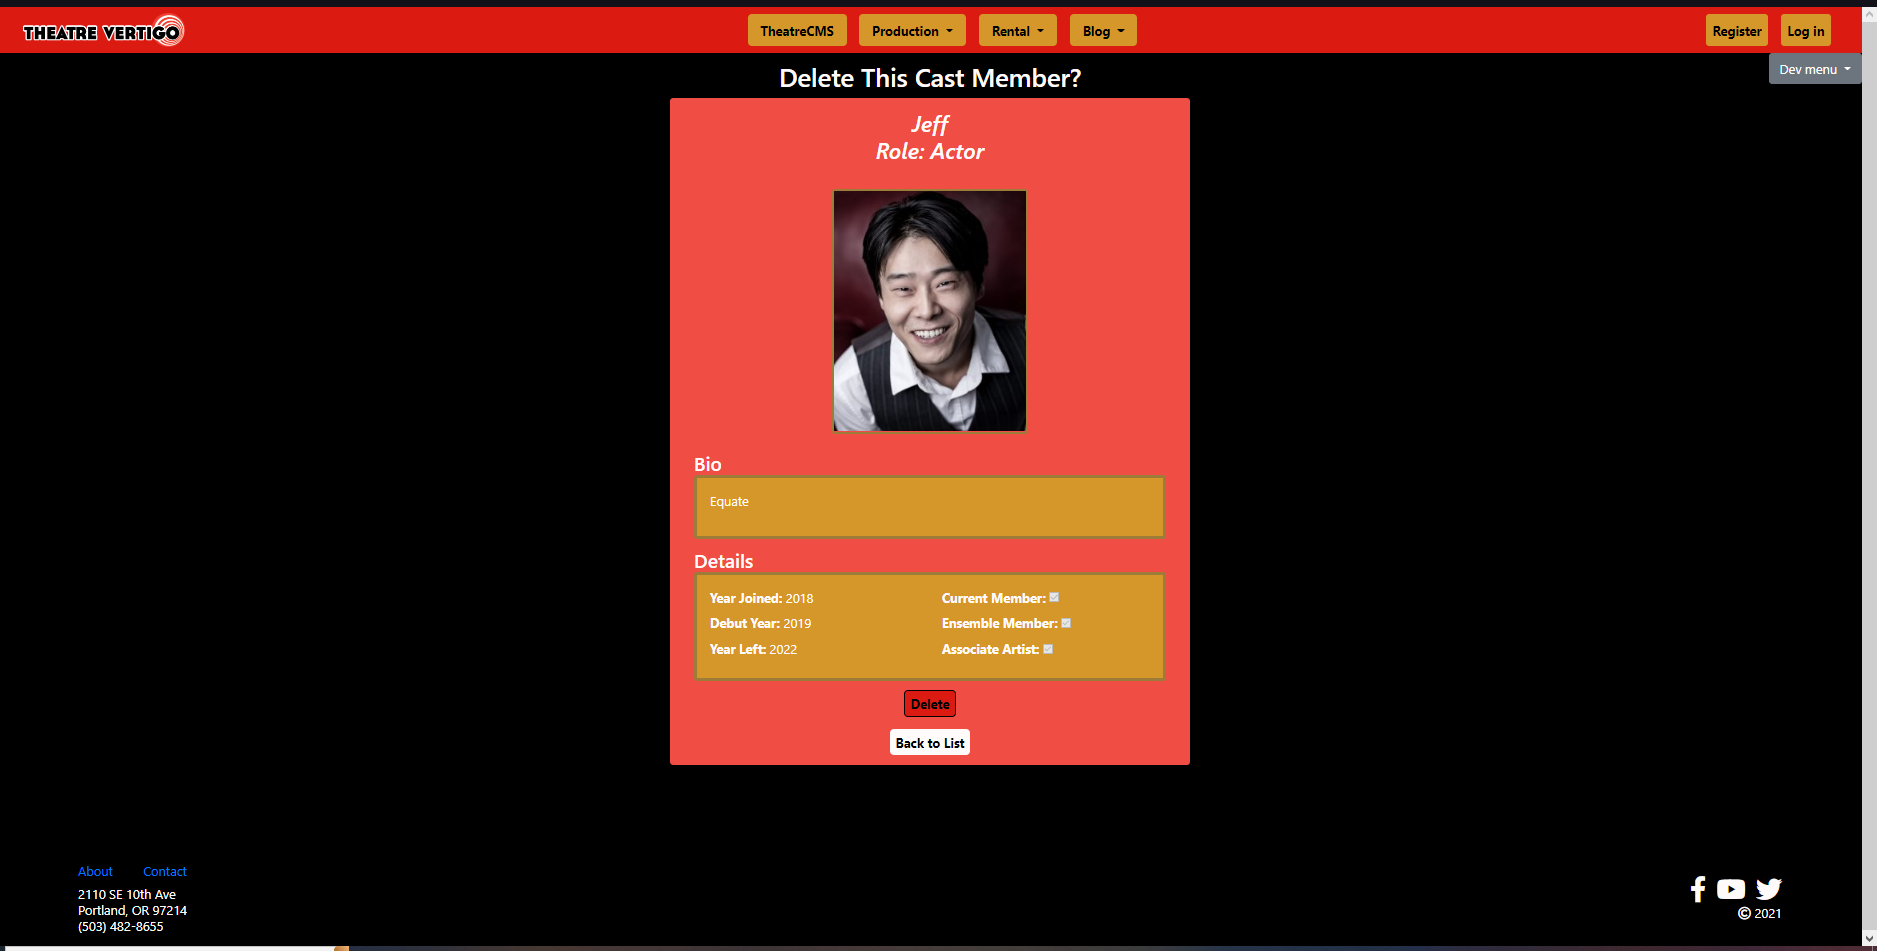 THEATRE VERTIGO
TheatreCMS Production Rental Blog
Register Log in
Dev menu
Delete This Cast Member?
Jeff
Role: Actor
Bio
Equate
Details
Year Joined: 2018 Current Member:
Debut Year: 2019 Ensemble Member:
Year Left: 2022 Associate Artist:
Delete
Back to List
About Contact
2110 SE 10th Ave
Portland, OR 97214
(503) 482-8655
© 2021